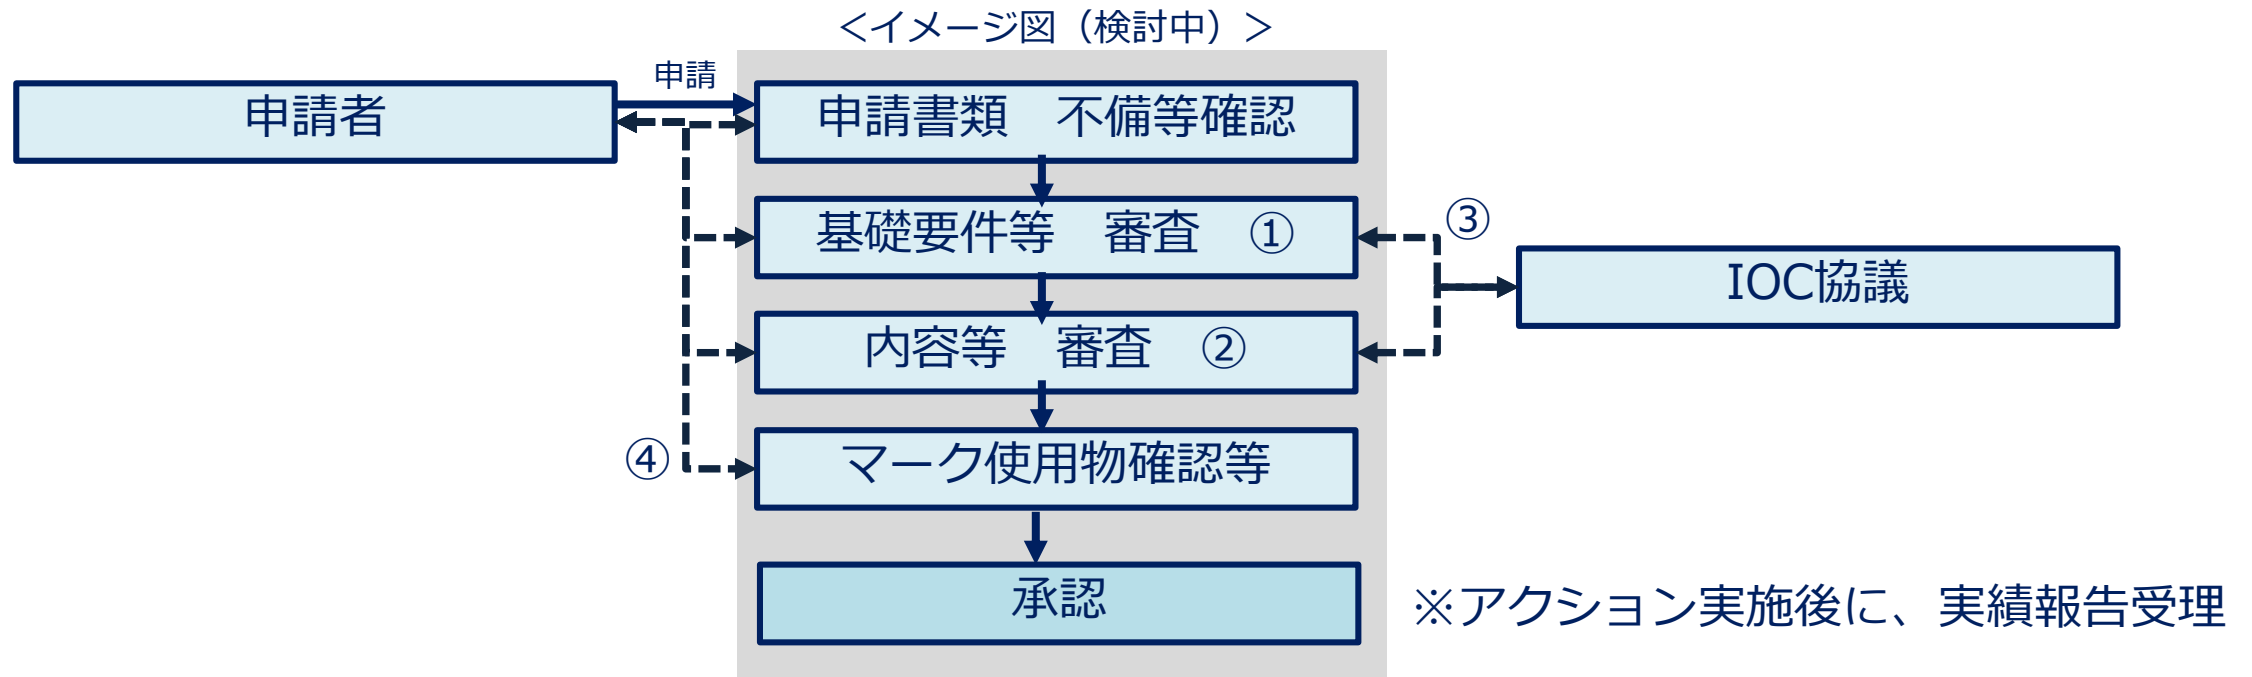 ＜イメージ図（検討中）＞
申請
申請者
申請書類　不備等確認
基礎要件等　審査　①
③
IOC協議
内容等　審査　②
④
マーク使用物確認等
承認
※アクション実施後に、実績報告受理